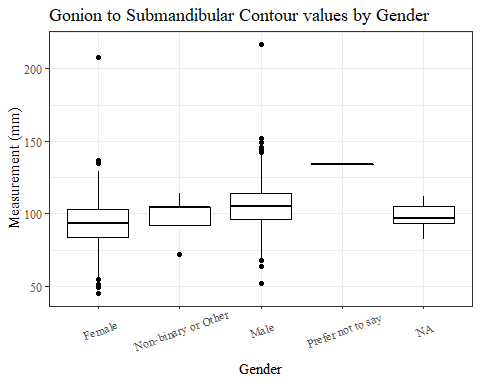 Gonion to Submandibular Contour values by Gender
Measurement (mm)
200
150
100
50
Female
Non-binary or Other
Male
Prefer not to say
NA
Gender